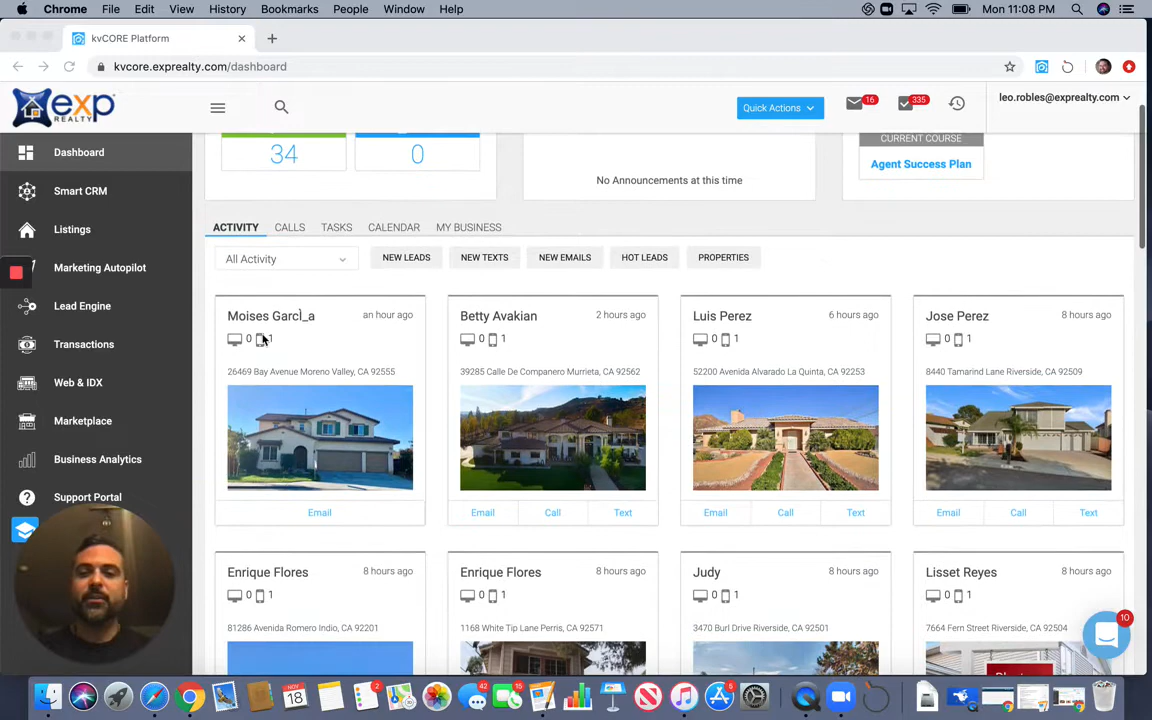 Chrome File Edit View History Bookmarks People Window Help Mon 11:08 PM
kvCORE Platform
kvcore.exprealty.com/dashboard
exp REALTY Quick Actions 16 335 leo.robles@exprealty.com
Dashboard
Smart CRM
Listings
Marketing Autopilot
Lead Engine
Transactions
Web & IDX
Marketplace
Business Analytics
Support Portal
34 0
No Announcements at this time
CURRENT COURSE
Agent Success Plan
ACTIVITY CALLS TASKS CALENDAR MY BUSINESS
All Activity NEW LEADS NEW TEXTS NEW EMAILS HOT LEADS PROPERTIES
Moises GarcÌ_a an hour ago
0 1
26469 Bay Avenue Moreno Valley, CA 92555
Email
Betty Avakian 2 hours ago
0 1
39285 Calle De Companero Murrieta, CA 92562
Email Call Text
Luis Perez 6 hours ago
0 1
52200 Avenida Alvarado La Quinta, CA 92253
Email Call Text
Jose Perez 8 hours ago
0 1
8440 Tamarind Lane Riverside, CA 92509
Email Call Text
Enrique Flores 8 hours ago
0 1
81286 Avenida Romero Indio, CA 92201
Enrique Flores 8 hours ago
0 1
1168 White Tip Lane Perris, CA 92571
Judy 8 hours ago
0 1
3470 Burl Drive Riverside, CA 92501
Lisset Reyes 8 hours ago
0 1
7664 Fern Street Riverside, CA 92504
10
NOV
18
2
42
15
5